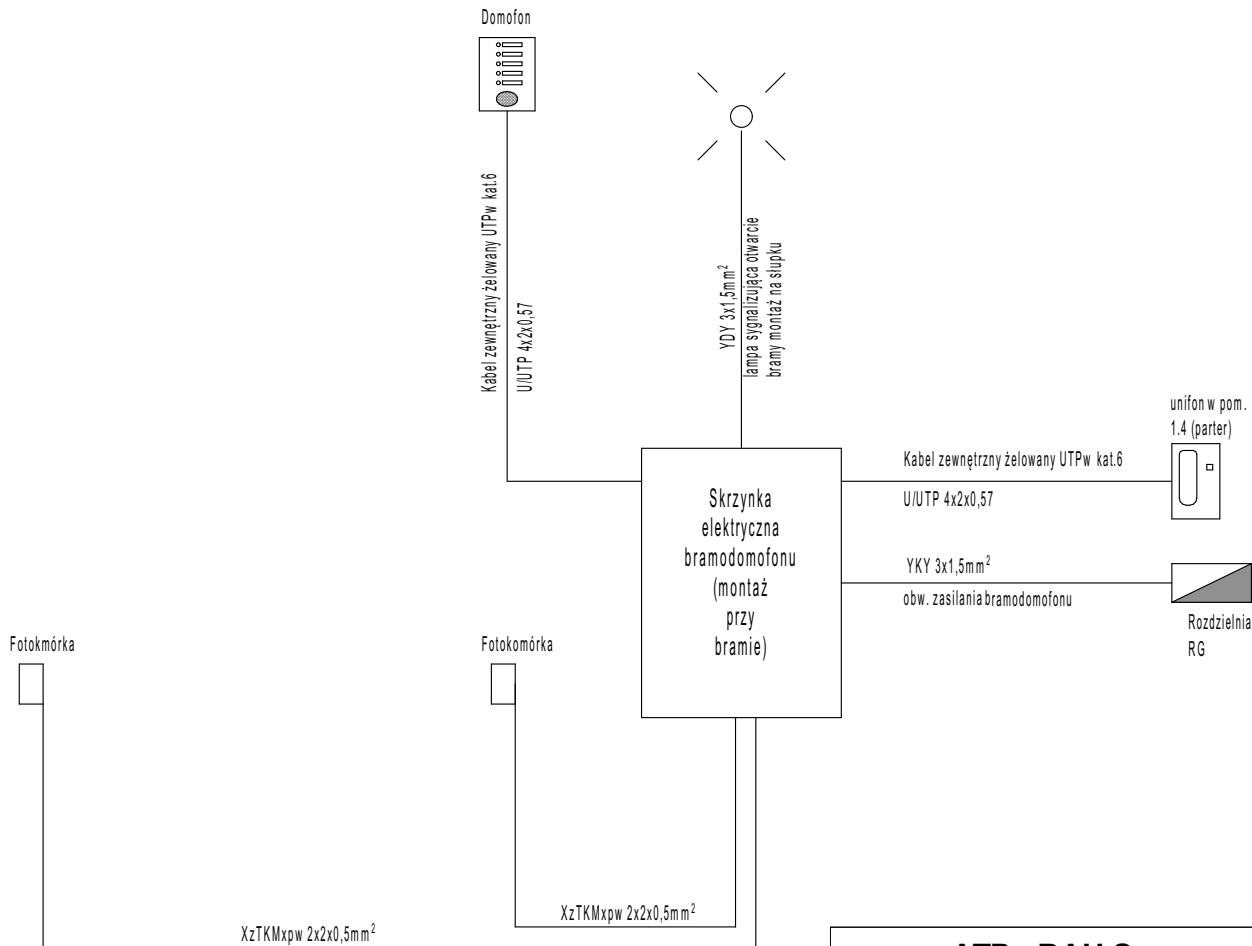 Domofon
Kabel zewnętrzny żelowany UTPw kat.6
U/UTP 4x2x0,57
YDY 3x1,5mm²
lampa sygnalizująca otwarcie
bramy montaż na słupku
unifon w pom.
1.4 (parter)
Kabel zewnętrzny żelowany UTPw kat.6
U/UTP 4x2x0,57
Skrzynka
elektryczna
bramodomofonu
(montaż
przy
bramie)
YKY 3x1,5mm²
obw. zasilania bramodomofonu
Rozdzielnia
RG
Fotokmórka
Fotokomórka
XzTKMxpw 2x2x0,5mm²
XzTKMxpw 2x2x0,5mm²